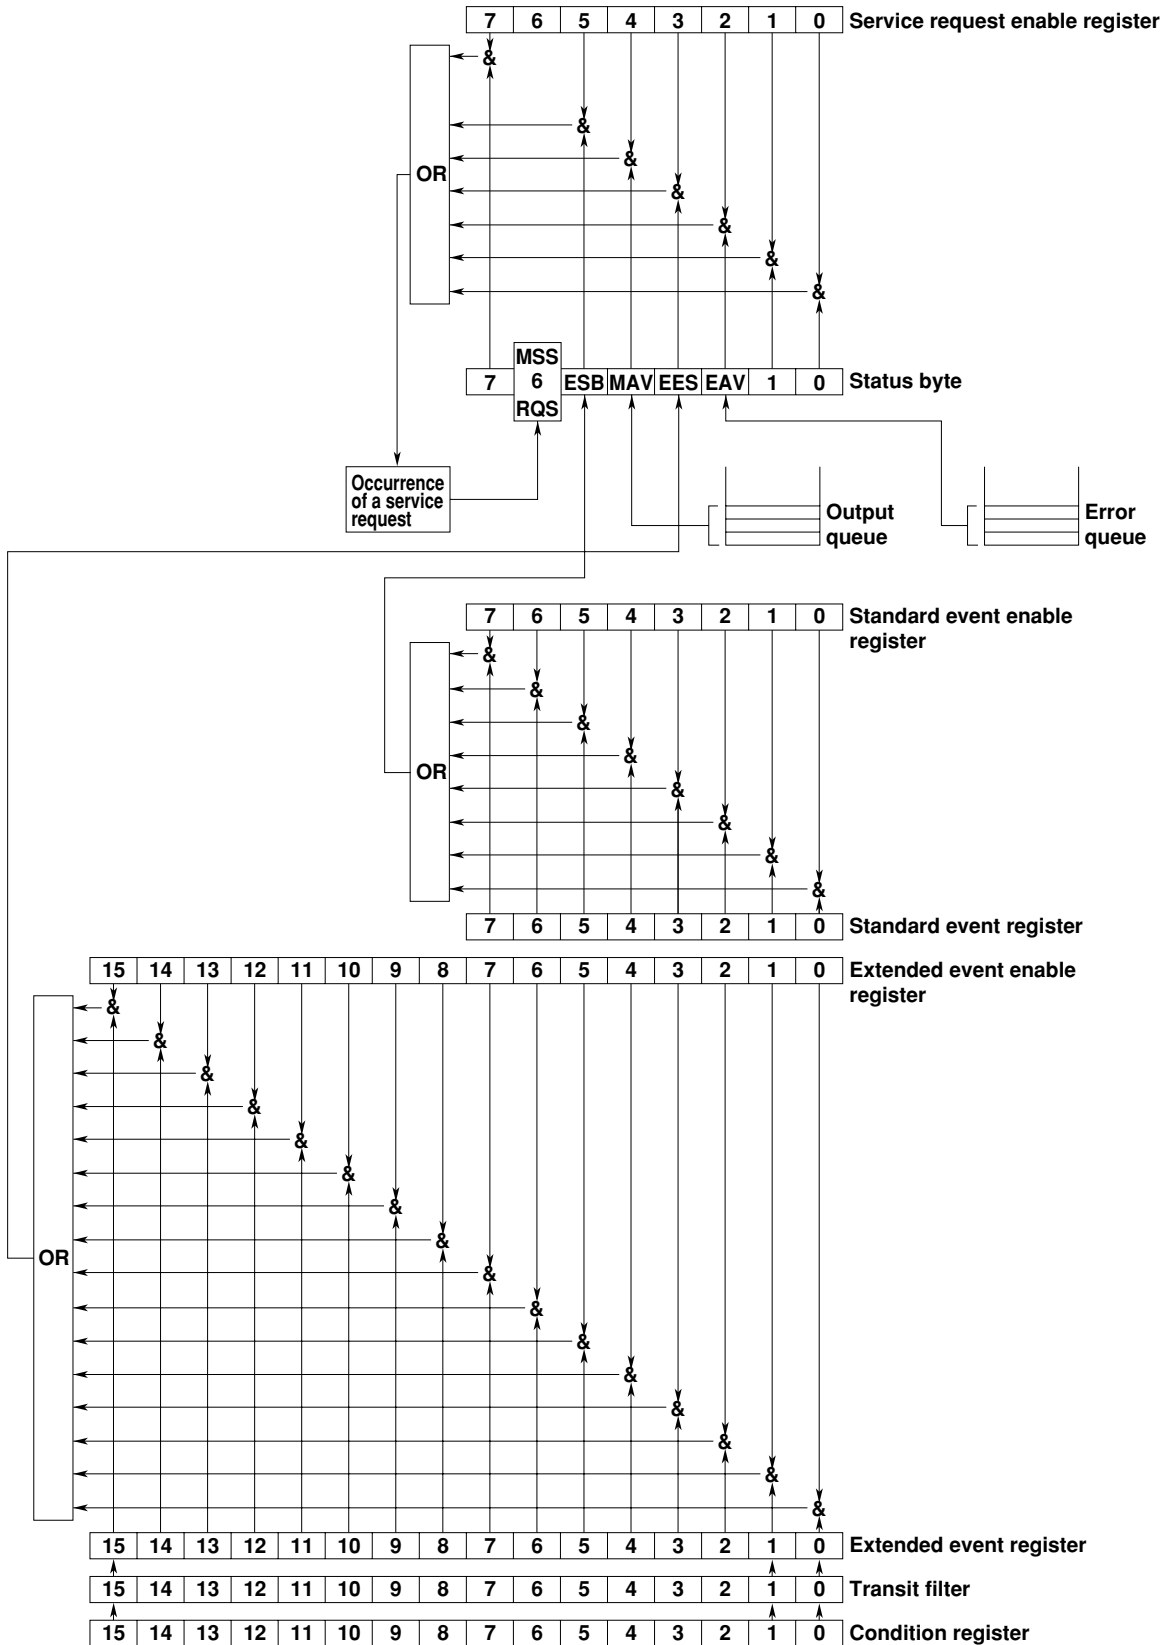 7 6 5 4 3 2 1 0 Service request enable register
&
&
&
OR
&
&
&
&
MSS
7 6 ESB MAV EES EAV 1 0 Status byte
RQS
Occurrence
of a service
request
Output
queue
Error
queue
7 6 5 4 3 2 1 0 Standard event enable
register
&
&
&
&
OR
&
&
&
&
7 6 5 4 3 2 1 0 Standard event register
15 14 13 12 11 10 9 8 7 6 5 4 3 2 1 0 Extended event enable
register
&
&
&
&
&
&
&
&
OR
&
&
&
&
&
&
&
&
15 14 13 12 11 10 9 8 7 6 5 4 3 2 1 0 Extended event register
15 14 13 12 11 10 9 8 7 6 5 4 3 2 1 0 Transit filter
15 14 13 12 11 10 9 8 7 6 5 4 3 2 1 0 Condition register